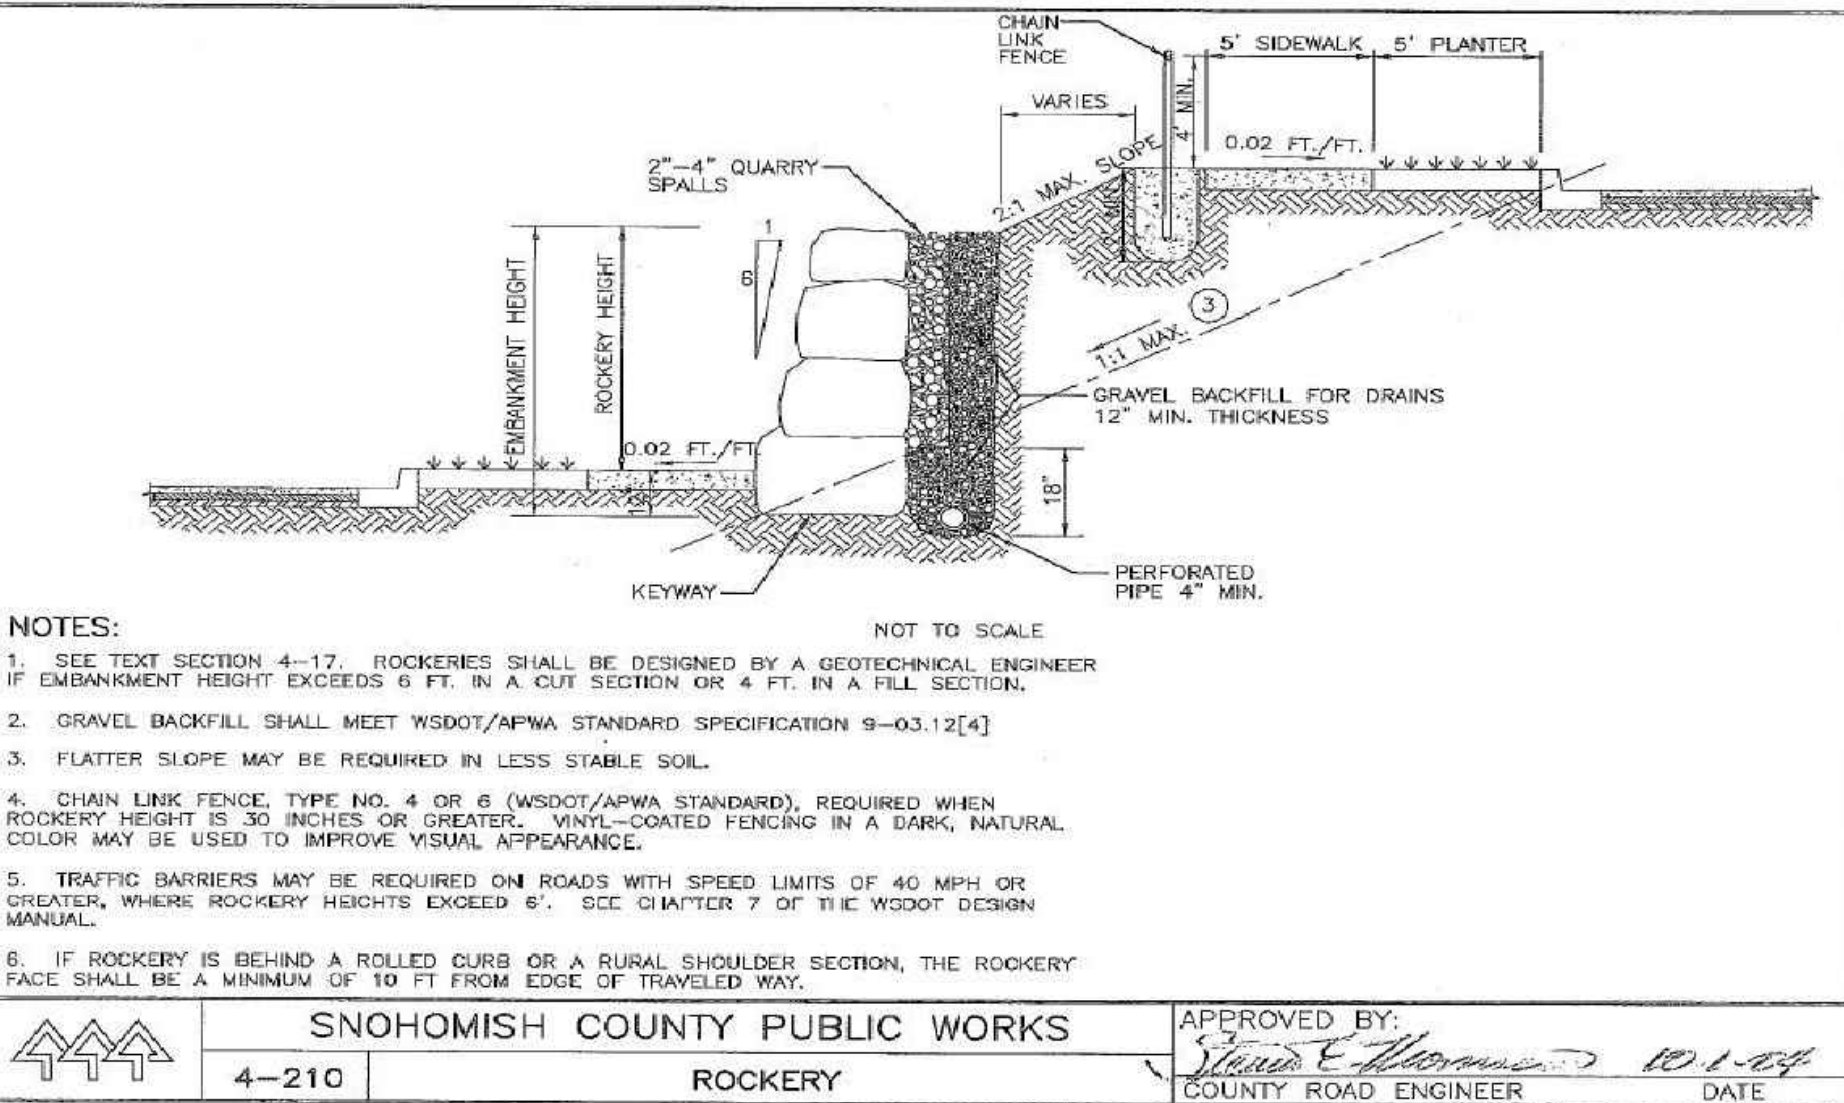 CHAIN
LINK
FENCE
5' SIDEWALK
5' PLANTER
VARIES
4' MIN.
0.02 FT./FT.
2"-4" QUARRY
SPALLS
2:1 MAX. SLOPE
1
6
EMBANKMENT HEIGHT
ROCKERY HEIGHT
3
1:1 MAX.
GRAVEL BACKFILL FOR DRAINS
12" MIN. THICKNESS
0.02 FT./FT.
12"
18"
KEYWAY
PERFORATED
PIPE 4" MIN.
NOTES:
NOT TO SCALE
1. SEE TEXT SECTION 4-17. ROCKERIES SHALL BE DESIGNED BY A GEOTECHNICAL ENGINEER
IF EMBANKMENT HEIGHT EXCEEDS 6 FT. IN A CUT SECTION OR 4 FT. IN A FILL SECTION.
2. GRAVEL BACKFILL SHALL MEET WSDOT/APWA STANDARD SPECIFICATION 9-03.12[4]
3. FLATTER SLOPE MAY BE REQUIRED IN LESS STABLE SOIL.
4. CHAIN LINK FENCE, TYPE NO. 4 OR 6 (WSDOT/APWA STANDARD), REQUIRED WHEN
ROCKERY HEIGHT IS 30 INCHES OR GREATER. VINYL-COATED FENCING IN A DARK, NATURAL
COLOR MAY BE USED TO IMPROVE VISUAL APPEARANCE.
5. TRAFFIC BARRIERS MAY BE REQUIRED ON ROADS WITH SPEED LIMITS OF 40 MPH OR
GREATER, WHERE ROCKERY HEIGHTS EXCEED 6'. SEE CHAPTER 7 OF THE WSDOT DESIGN
MANUAL.
6. IF ROCKERY IS BEHIND A ROLLED CURB OR A RURAL SHOULDER SECTION, THE ROCKERY
FACE SHALL BE A MINIMUM OF 10 FT FROM EDGE OF TRAVELED WAY.
SNOHOMISH COUNTY PUBLIC WORKS
4-210
ROCKERY
APPROVED BY:
10-1-04
COUNTY ROAD ENGINEER
DATE